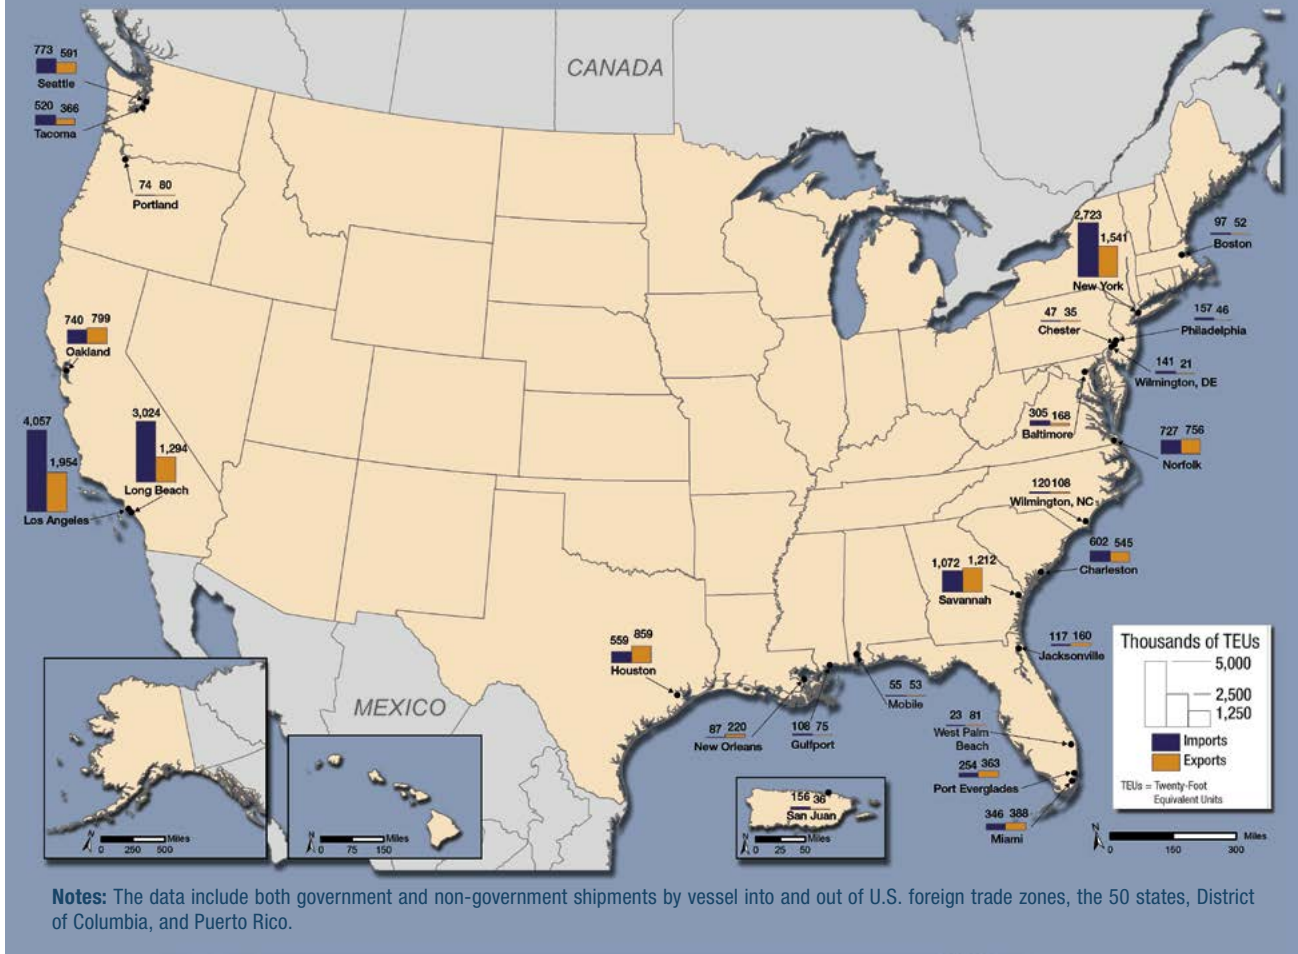 CANADA
773 591
Seattle
520 366
Tacoma
74 80
Portland
2,723
1,541
New York
97 52
Boston
47 35
Chester
157 46
Philadelphia
141 21
Wilmington, DE
740 799
Oakland
305 168
Baltimore
727 756
Norfolk
4,057
1,954
Los Angeles
3,024
1,294
Long Beach
120 108
Wilmington, NC
602 545
Charleston
1,072 1,212
Savannah
559 859
Houston
117 160
Jacksonville
MEXICO
55 53
Mobile
87 220
New Orleans
108 75
Gulfport
23 81
West Palm
Beach
254 363
Port Everglades
346 388
Miami
156 36
San Juan
Thousands of TEUs
5,000
2,500
1,250
Imports
Exports
TEUs = Twenty-Foot
Equivalent Units
N
Miles
0 250 500
N
Miles
0 75 150
N
Miles
0 25 50
N
Miles
0 150 300
Notes: The data include both government and non-government shipments by vessel into and out of U.S. foreign trade zones, the 50 states, District
of Columbia, and Puerto Rico.